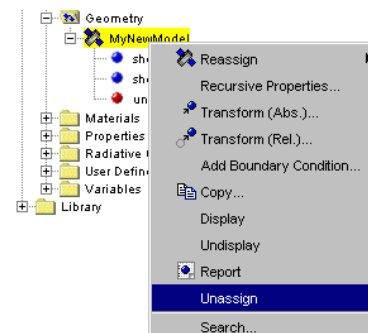 Geometry
MyNewModel
sh
sh
un
Materials
Properties
Radiative
User Defin
Variables
Library
Reassign
Recursive Properties...
Transform (Abs.)...
Transform (Rel.)...
Add Boundary Condition...
Copy...
Display
Undisplay
Report
Unassign
Search...